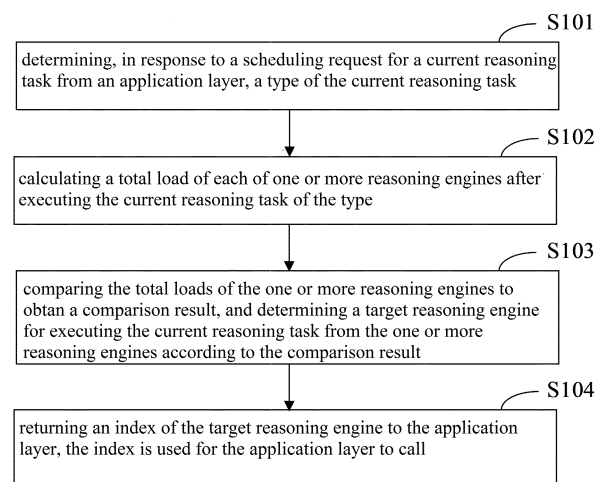 S101
determining, in response to a scheduling request for a current reasoning
task from an application layer, a type of the current reasoning task
S102
calculating a total load of each of one or more reasoning engines after
executing the current reasoning task of the type
S103
comparing the total loads of the one or more reasoning engines to
obtan a comparison result, and determining a target reasoning engine
for executing the current reasoning task from the one or more
reasoning engines according to the comparison result
S104
returning an index of the target reasoning engine to the application
layer, the index is used for the application layer to call